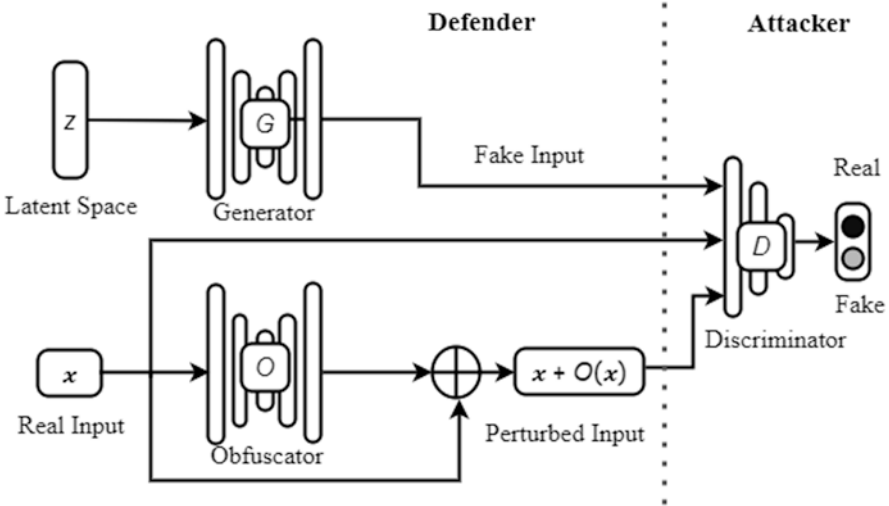 Defender
Attacker
z
G
Latent Space
Generator
Fake Input
Real
D
Fake
Discriminator
x
O
x + O(x)
Real Input
Obfuscator
Perturbed Input